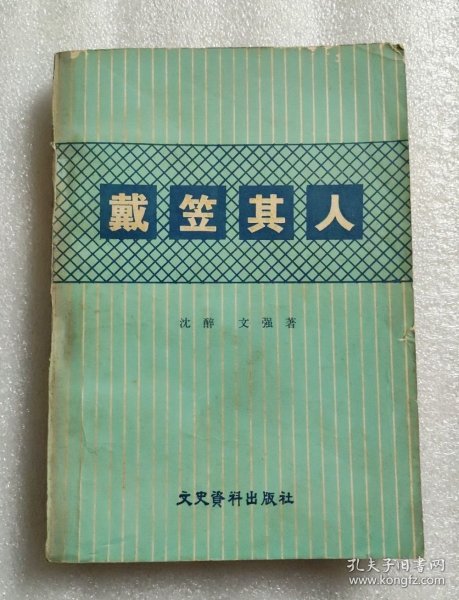 戴笠其人
沈醉 文强 著
文史資料出版社
孔夫子旧书网
www.kongfz.com